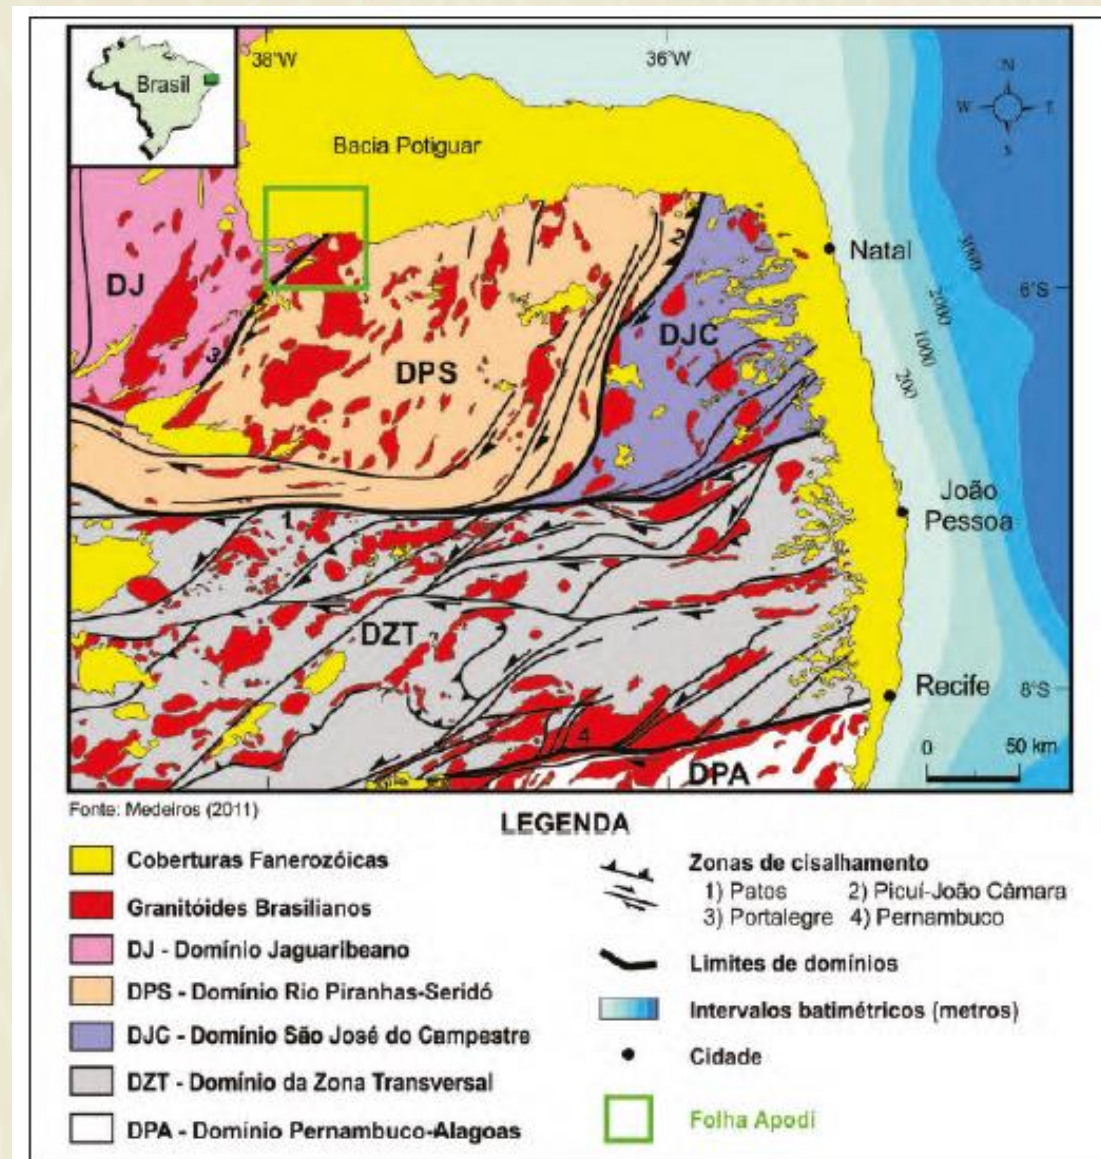 Brasil
38°W
36°W
N
W
E
S
Bacia Potiguar
Natal
3000
6°S
2000
1000
200
DJ
2
DJC
3
DPS
João
Pessoa
1
DZT
Recife
8°S
?
4
0
50 km
DPA
Fonte: Medeiros (2011)
LEGENDA
Coberturas Fanerozóicas
Granitóides Brasilianos
DJ - Domínio Jaguaribeano
DPS - Domínio Rio Piranhas-Seridó
DJC - Domínio São José do Campestre
DZT - Domínio da Zona Transversal
DPA - Domínio Pernambuco-Alagoas
Zonas de cisalhamento
1) Patos 2) Picuí-João Câmara
3) Portalegre 4) Pernambuco
Limites de domínios
Intervalos batimétricos (metros)
Cidade
Folha Apodi